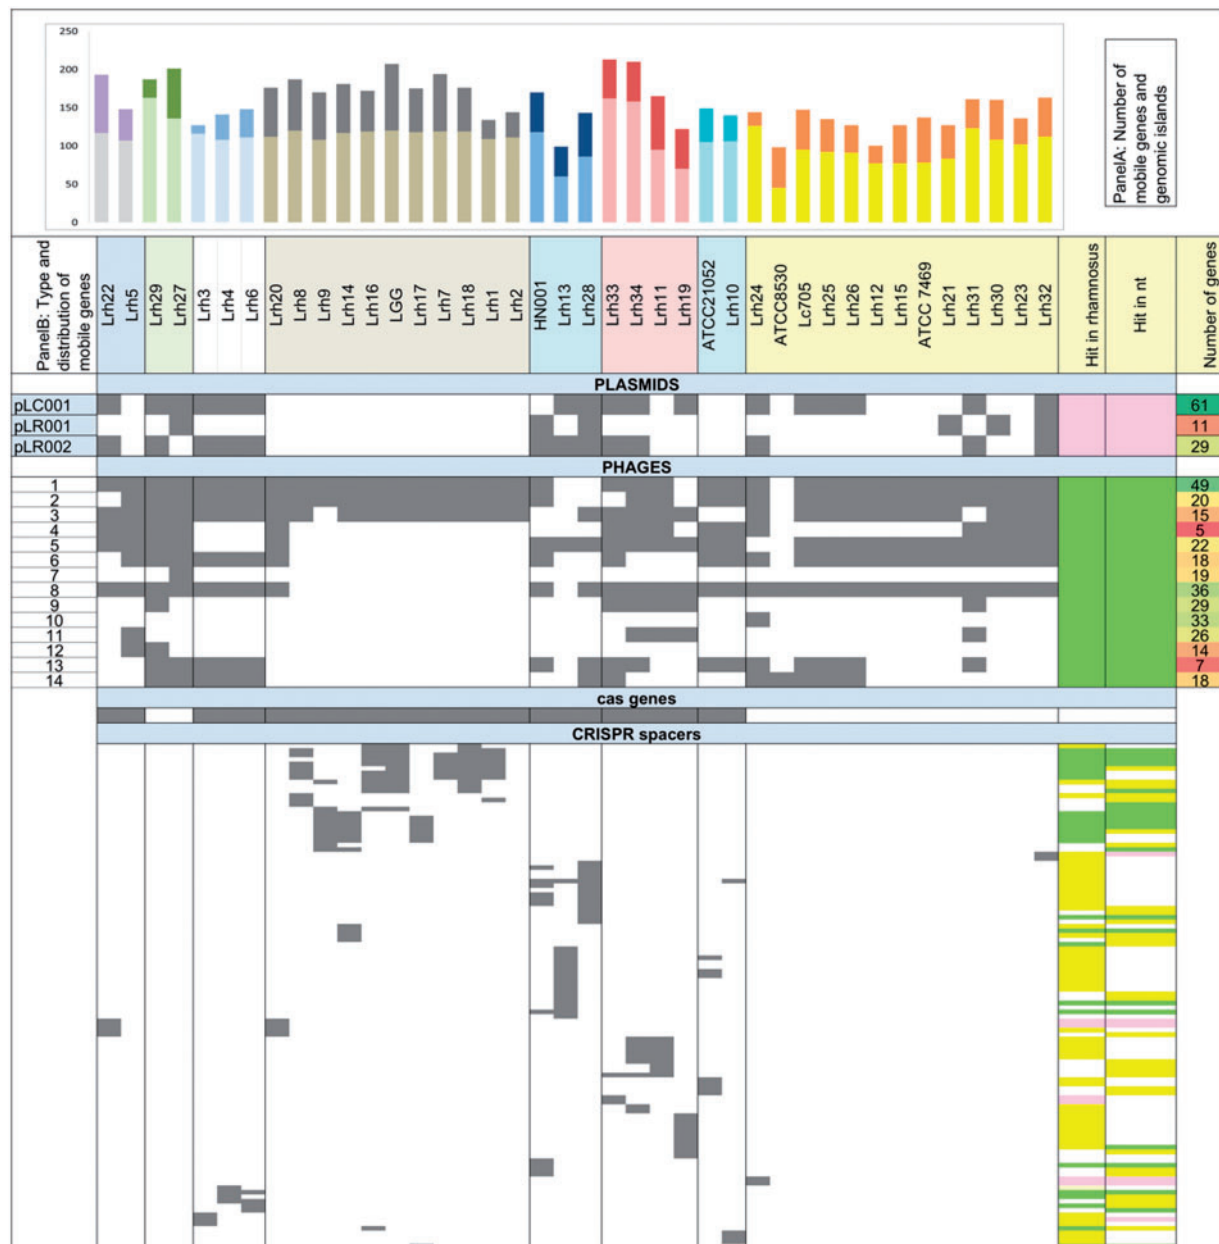 250
200
150
100
50
0
PanelA: Number of
mobile genes and
genomic islands
PanelB: Type and
distribution of
mobile genes
Lrh22
Lrh5
Lrh29
Lrh27
Lrh3
Lrh4
Lrh6
Lrh20
Lrh8
Lrh9
Lrh14
Lrh16
LGG
Lrh17
Lrh7
Lrh18
Lrh1
Lrh2
HN001
Lrh13
Lrh28
Lrh33
Lrh34
Lrh11
Lrh19
ATCC21052
Lrh10
Lrh24
ATCC8530
Lc705
Lrh25
Lrh26
Lrh12
Lrh15
ATCC 7469
Lrh21
Lrh31
Lrh30
Lrh23
Lrh32
Hit in rhamnosus
Hit in nt
Number of genes
PLASMIDS
pLC001 61
pLR001 11
pLR002 29
PHAGES
1 49
2 20
3 15
4 5
5 22
6 18
7 19
8 36
9 29
10 33
11 26
12 14
13 7
14 18
cas genes
CRISPR spacers